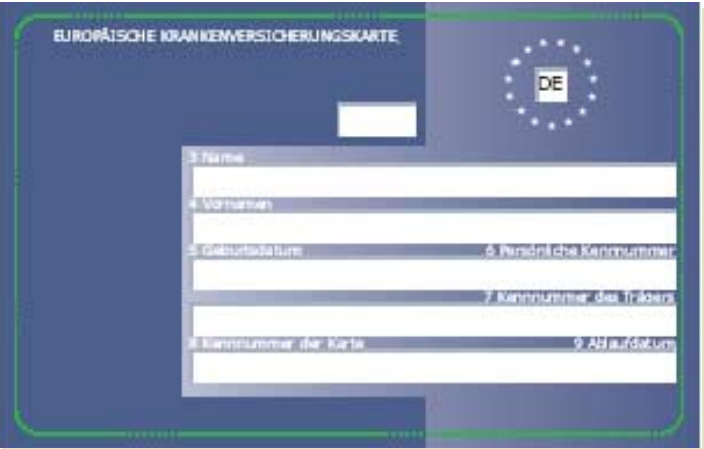 EUROPÄISCHE KRANKENVERSICHERUNGSKARTE
DE
3 Name
4 Vornamen
5 Geburtsdatum 6 Persönliche Kennnummer
7 Kennnummer des Trägers
8 Kennnummer der Karte 9 Ablaufdatum